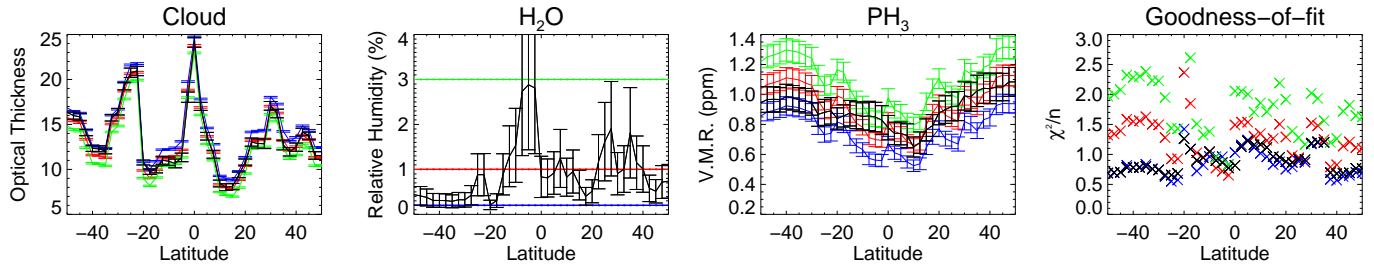 Cloud
Optical Thickness
25
20
15
10
5
−40 −20 0 20 40
Latitude
H₂O
Relative Humidity (%)
4
3
2
1
0
−40 −20 0 20 40
Latitude
PH₃
V.M.R. (ppm)
1.4
1.2
1.0
0.8
0.6
0.4
0.2
−40 −20 0 20 40
Latitude
Goodness−of−fit
χ²/n
3.0
2.5
2.0
1.5
1.0
0.5
0.0
−40 −20 0 20 40
Latitude